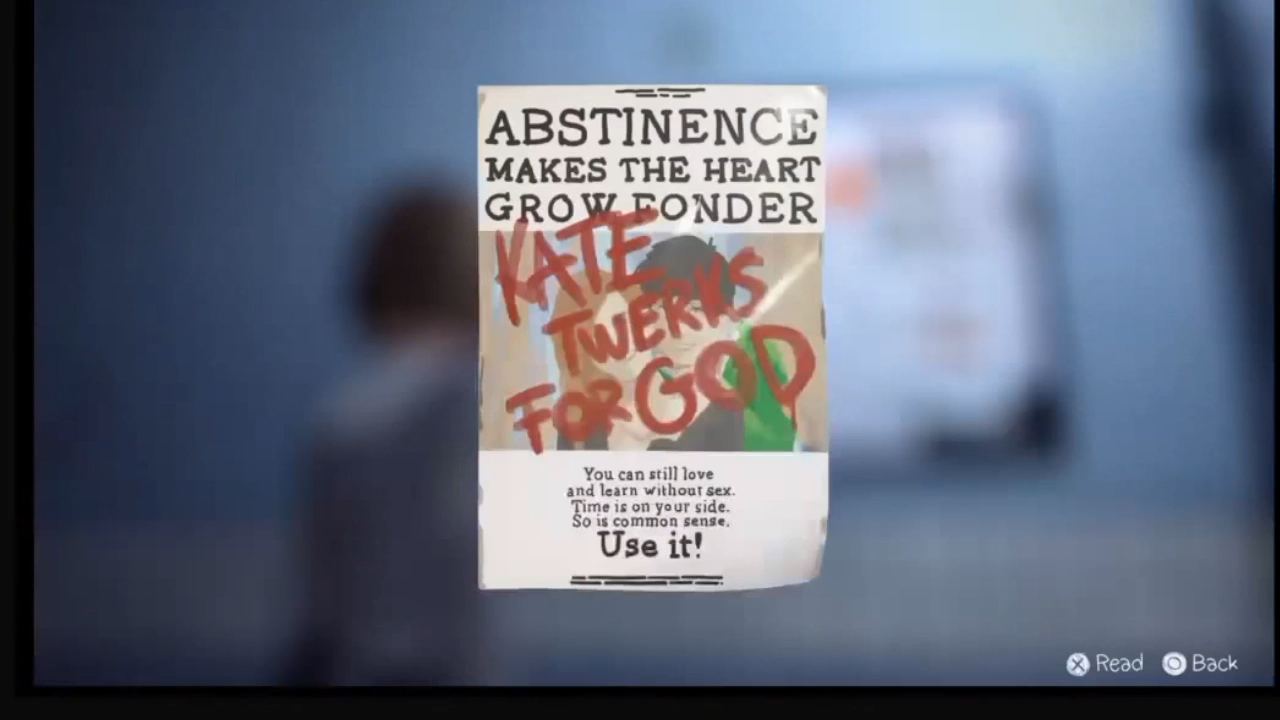 ABSTINENCE
MAKES THE HEART
GROW FONDER
KATE
TWERKS
FOR GOD
You can still love
and learn without sex.
Time is on your side.
So is common sense.
Use it!
Read Back